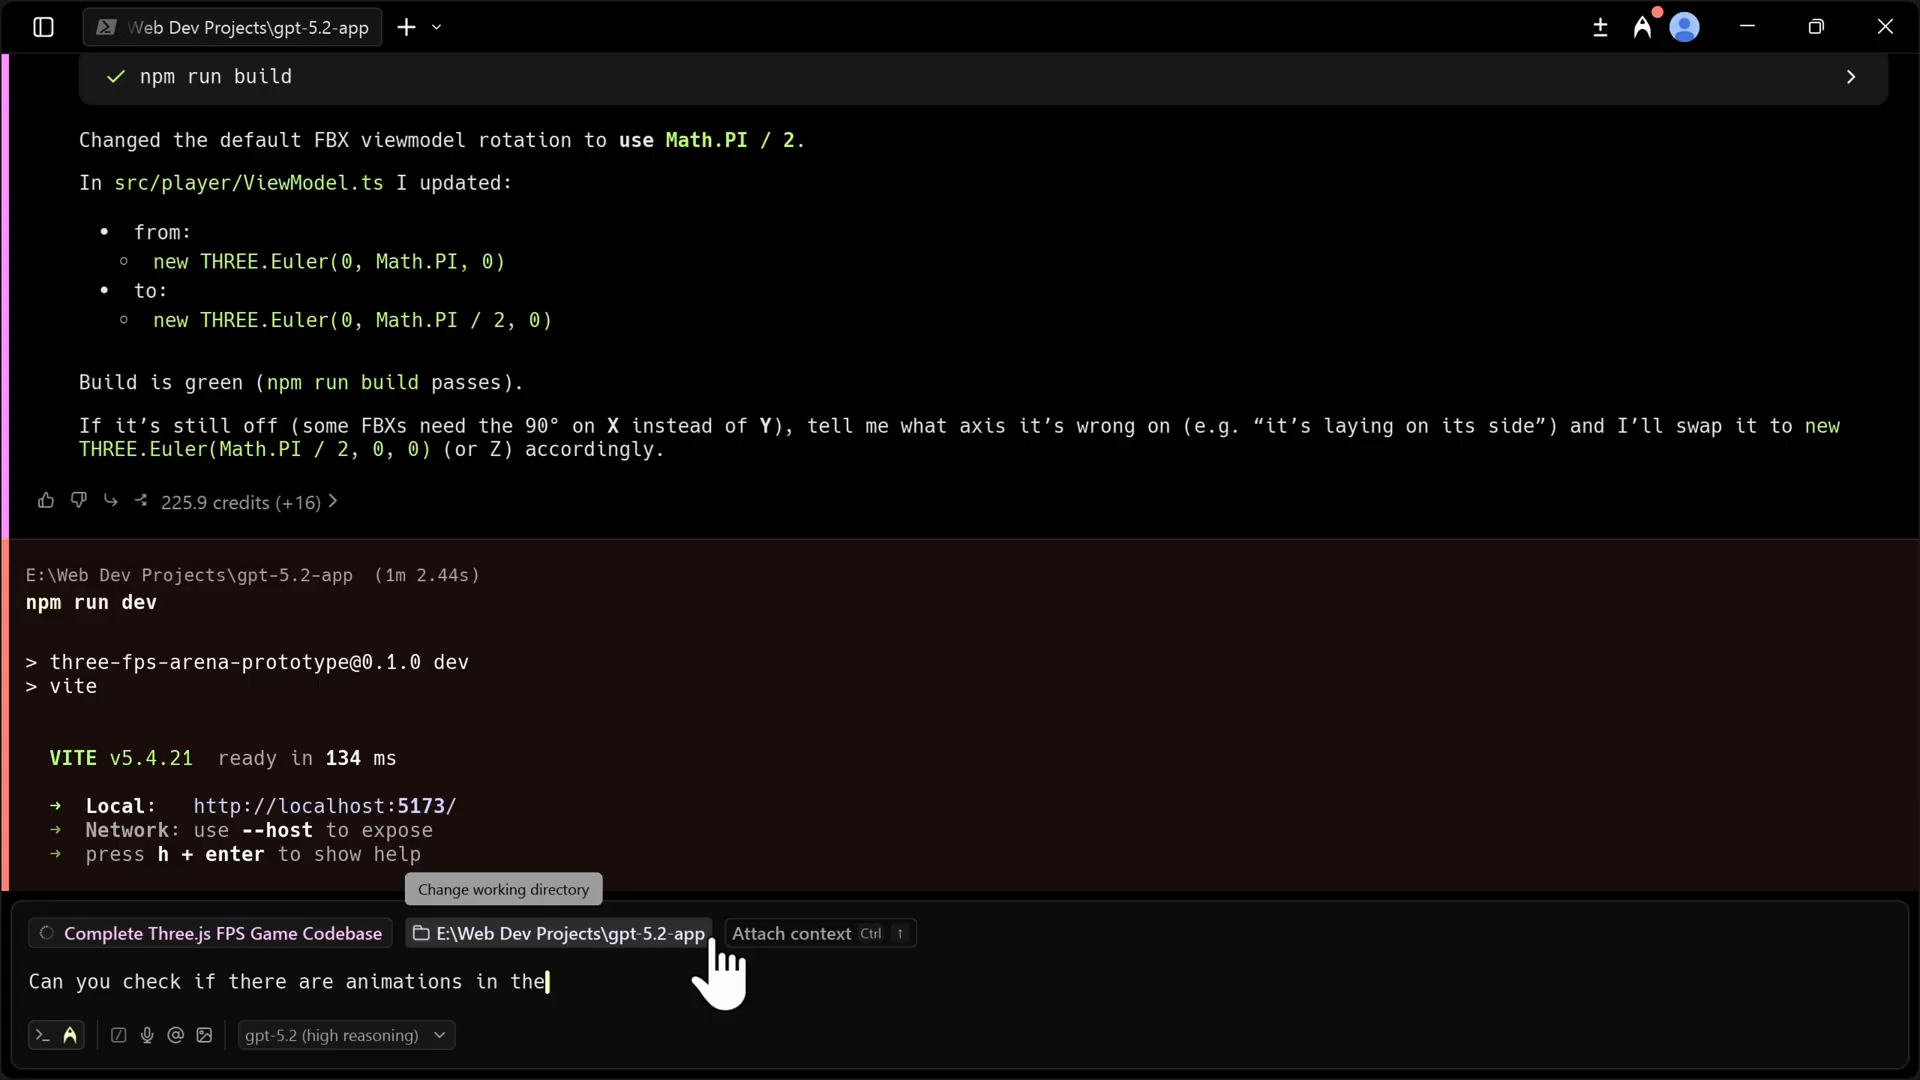 Web Dev Projects\gpt-5.2-app
npm run build
Changed the default FBX viewmodel rotation to use Math.PI / 2.
In src/player/ViewModel.ts I updated:
• from:
◦ new THREE.Euler(0, Math.PI, 0)
• to:
◦ new THREE.Euler(0, Math.PI / 2, 0)
Build is green (npm run build passes).
If it’s still off (some FBXs need the 90° on X instead of Y), tell me what axis it’s wrong on (e.g. “it’s laying on its side”) and I’ll swap it to new
THREE.Euler(Math.PI / 2, 0, 0) (or Z) accordingly.
225.9 credits (+16)
E:\Web Dev Projects\gpt-5.2-app (1m 2.44s)
npm run dev
> three-fps-arena-prototype@0.1.0 dev
> vite
VITE v5.4.21 ready in 134 ms
➜ Local: http://localhost:5173/
➜ Network: use --host to expose
➜ press h + enter to show help
Change working directory
Complete Three.js FPS Game Codebase E:\Web Dev Projects\gpt-5.2-app Attach context Ctrl ↑
Can you check if there are animations in the
gpt-5.2 (high reasoning)